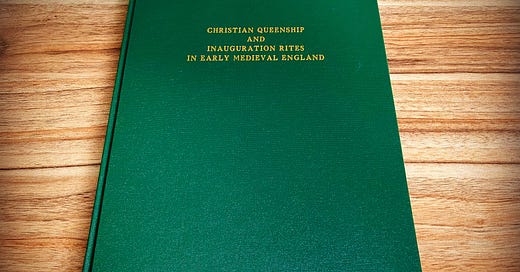 CHRISTIAN QUEENSHIP
AND
INAUGURATION RITES
IN EARLY MEDIEVAL ENGLAND